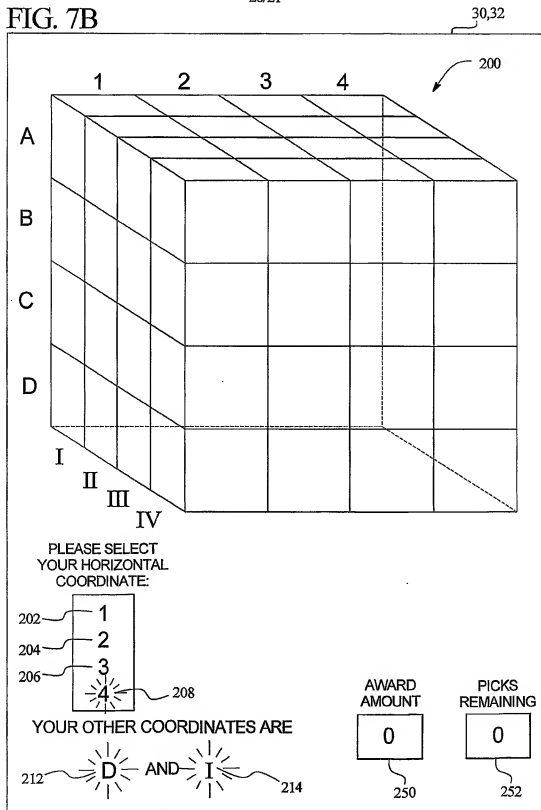 FIG. 7B
30,32
1 2 3 4
200
A
B
C
D
I
II
III
IV
PLEASE SELECT
YOUR HORIZONTAL
COORDINATE:
202 1
204 2
206 3
4 208
YOUR OTHER COORDINATES ARE
212 D AND I 214
AWARD
AMOUNT
0
250
PICKS
REMAINING
0
252